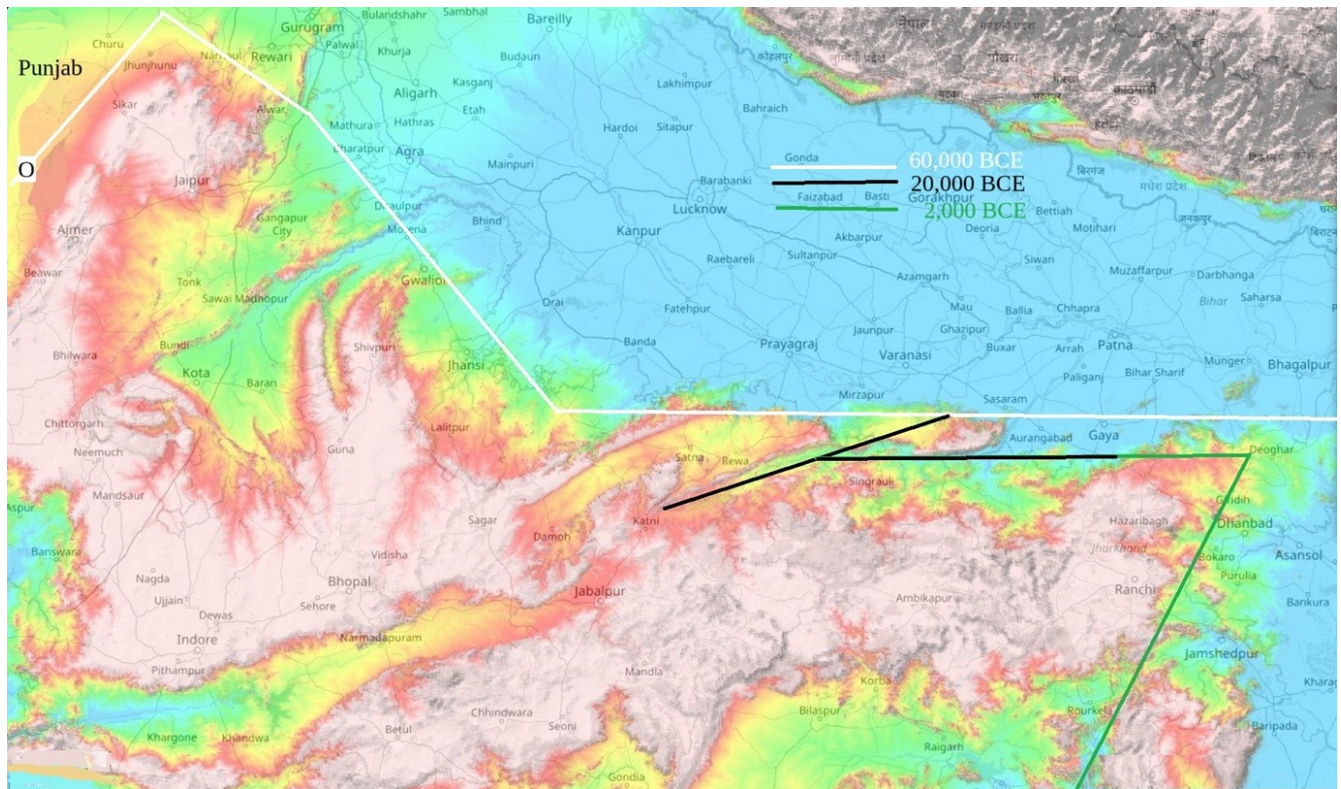 Bulandshahr
Sambhal
Bareilly
नेपाल
Gurugram
Churu
Palwal
Khurja
Budaun
Rewari
Punjab
Jhunjhunu
Lakhimpur
पोखरा
Kasganj
Aligarh
Sikar
Alwar
Etah
Bahraich
Hathras
Mathura
Hardoi
Sitapur
Bharatpur
Agra
Mainpuri
Gonda
60,000 BCE
O
बिरगंज
Jaipur
Barabanki
20,000 BCE
मधेश प्रदेश
Faizabad
Basti
Gorakhpur
Lucknow
2,000 BCE
Bettiah
जनकपुर
Gangapur
City
Dhaulpur
Bhind
Morena
Ajmer
Kanpur
Akbarpur
Deoria
Motihari
Raebareli
Sultanpur
Siwan
Beawar
Tonk
Gwalior
Azamgarh
Muzaffarpur
Darbhanga
Sawai Madhopur
Orai
Fatehpur
Mau
Ballia
Chhapra
Bihar
Saharsa
Bundi
Shivpuri
Banda
Jaunpur
Ghazipur
Prayagraj
Varanasi
Buxar
Arrah
Patna
Bhilwara
Jhansi
Munger
Bhagalpur
Kota
Baran
Paliganj
Bihar Sharif
Mirzapur
Sasaram
Chittorgarh
Lalitpur
Aurangabad
Gaya
Neemuch
Guna
Satna
Rewa
Deoghar
Singrauli
Mandsaur
Giridih
Sagar
Katni
Hazaribagh
Dhanbad
Damoh
Jharkhand
Banswara
Vidisha
Bokaro
Asansol
Nagda
Bhopal
Purulia
Ujjain
Sehore
Jabalpur
Ambikapur
Ranchi
Bankura
Dewas
Indore
Narmadapuram
Jamshedpur
Pithampur
Mandla
Korba
Kharag
Chhindwara
Bilaspur
Rourkela
Khargone
Khandwa
Betul
Seoni
Baripada
Raigarh
Gondia